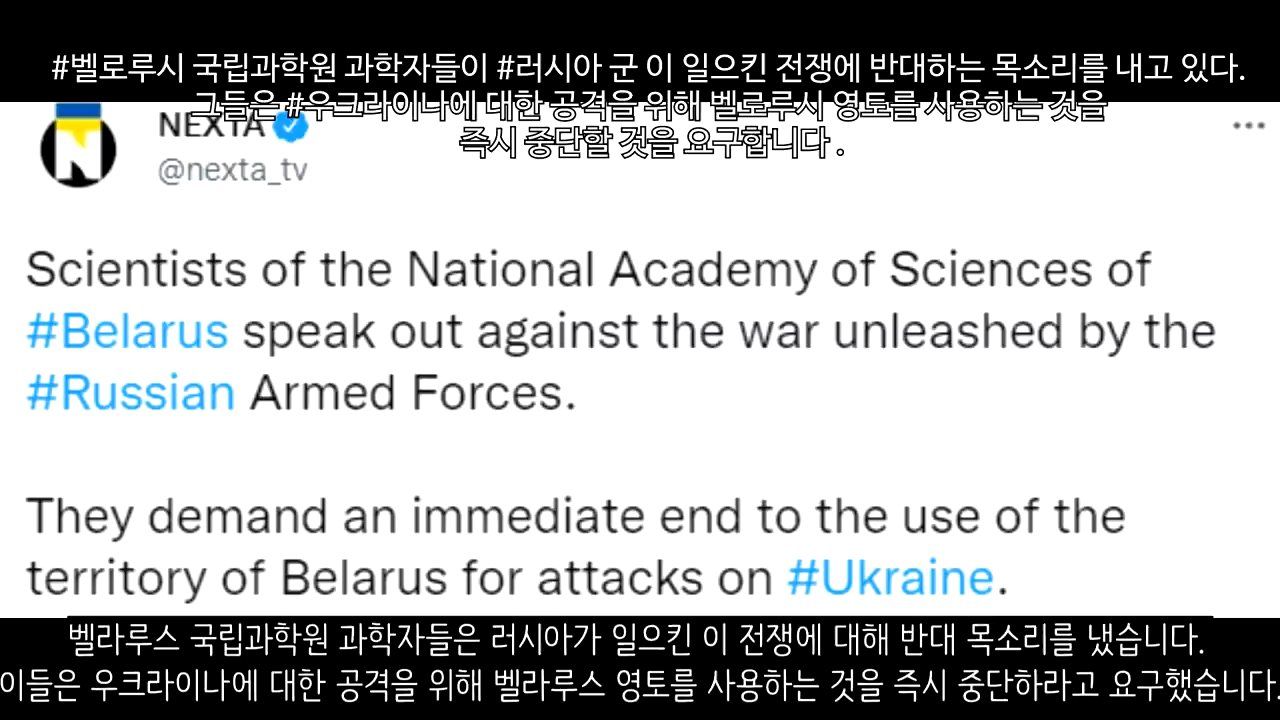 #벨로루시 국립과학원 과학자들이 #러시아 군 이 일으킨 전쟁에 반대하는 목소리를 내고 있다.
그들은 #우크라이나에 대한 공격을 위해 벨로루시 영토를 사용하는 것을
즉시 중단할 것을 요구합니다 .
NEXTA
@nexta_tv
Scientists of the National Academy of Sciences of
#Belarus speak out against the war unleashed by the
#Russian Armed Forces.
They demand an immediate end to the use of the
territory of Belarus for attacks on #Ukraine.
벨라루스 국립과학원 과학자들은 러시아가 일으킨 이 전쟁에 대해 반대 목소리를 냈습니다.
이들은 우크라이나에 대한 공격을 위해 벨라루스 영토를 사용하는 것을 즉시 중단하라고 요구했습니다.